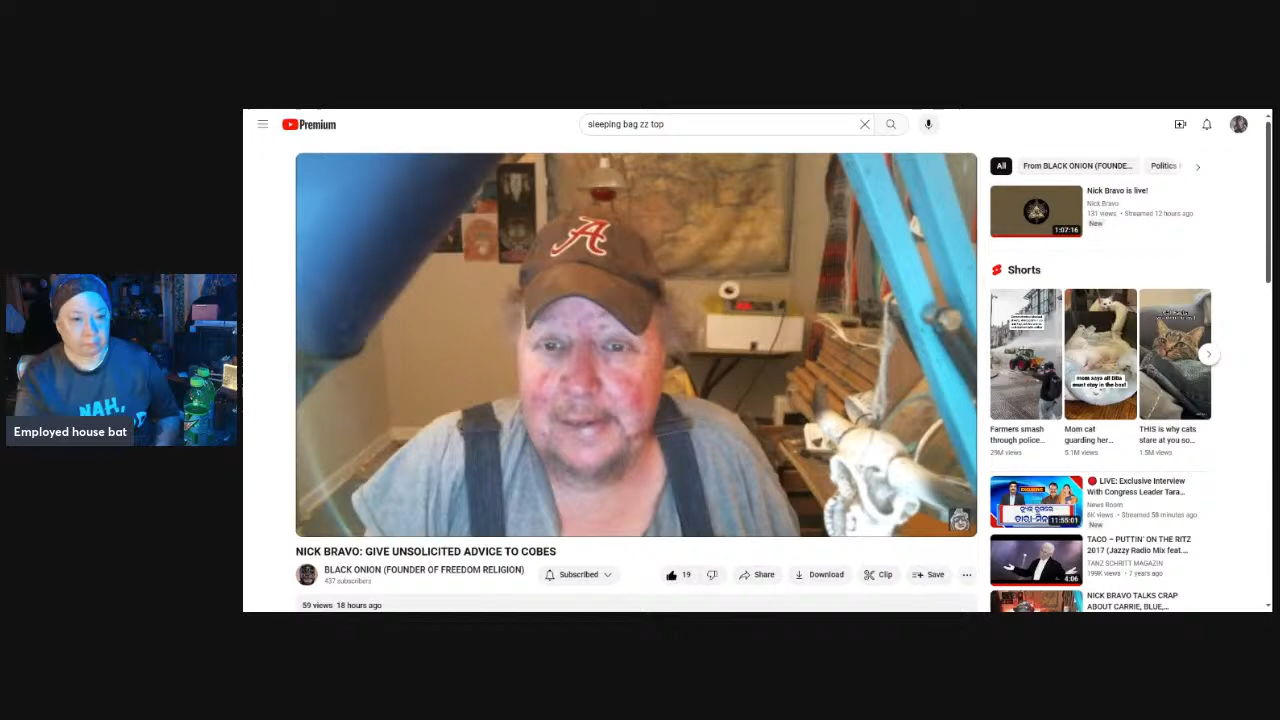 Premium
sleeping bag zz top
All
From BLACK ONION (FOUNDE...
Politics
Nick Bravo is live!
Nick Bravo
131 views • Streamed 12 hours ago
New
1:07:16
Shorts
Farmers smash through police...
29M views
Mom cat guarding her...
5.1M views
THIS is why cats stare at you so...
1.5M views
A
NAH,
Employed house bat
LIVE: Exclusive Interview
With Congress Leader Tara...
News Room
6K views • Streamed 58 minutes ago
New
11:55:01
TACO – PUTTIN' ON THE RITZ
2017 (Jazzy Radio Mix feat....
TANZ SCHRITT MAGAZIN
199K views • 7 years ago
4:06
NICK BRAVO TALKS CRAP
ABOUT CARRIE, BLUE,...
NICK BRAVO: GIVE UNSOLICITED ADVICE TO COBES
BLACK ONION (FOUNDER OF FREEDOM RELIGION)
437 subscribers
Subscribed
19
Share
Download
Clip
Save
59 views 18 hours ago